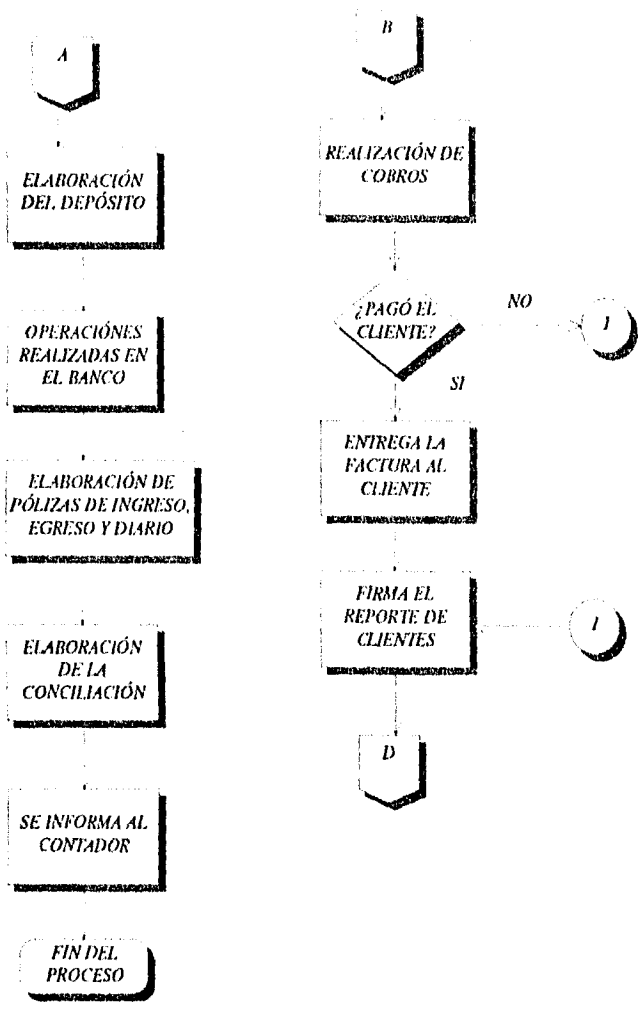 A
ELABORACIÓN
DEL DEPÓSITO
OPERACIÓNES
REALIZADAS EN
EL BANCO
ELABORACIÓN DE
PÓLIZAS DE INGRESO,
EGRESO Y DIARIO
ELABORACIÓN
DE LA
CONCILIACIÓN
SE INFORMA AL
CONTADOR
FIN DEL
PROCESO
B
REALIZACIÓN DE
COBROS
¿PAGÓ EL
CLIENTE?
NO
1
SI
ENTREGA LA
FACTURA AL
CLIENTE
FIRMA EL
REPORTE DE
CLIENTES
1
D